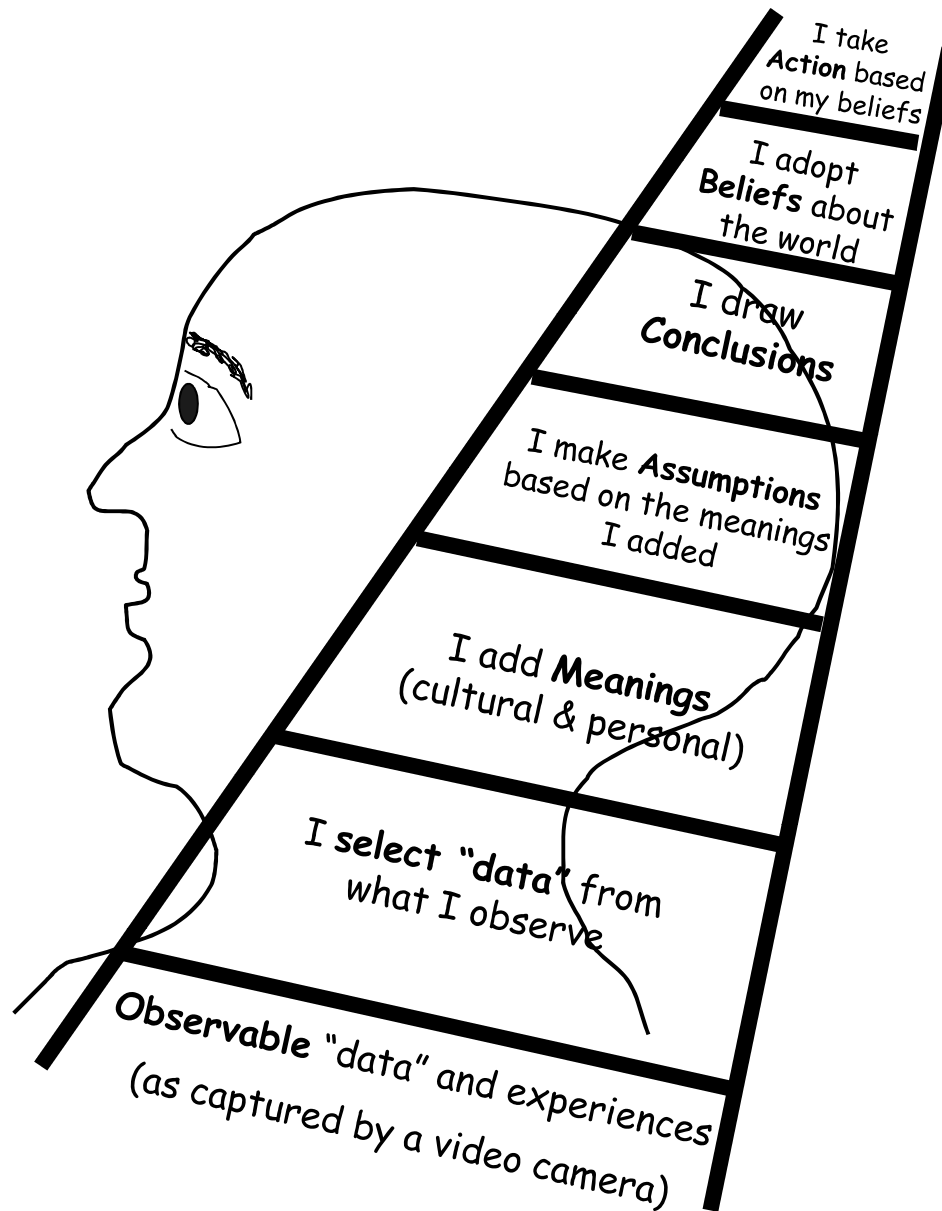 I take
Action based
on my beliefs
I adopt
Beliefs about
the world
I draw
Conclusions
I make Assumptions
based on the meanings
I added
I add Meanings
(cultural & personal)
I select “data” from
what I observe
Observable “data” and experiences
(as captured by a video camera)